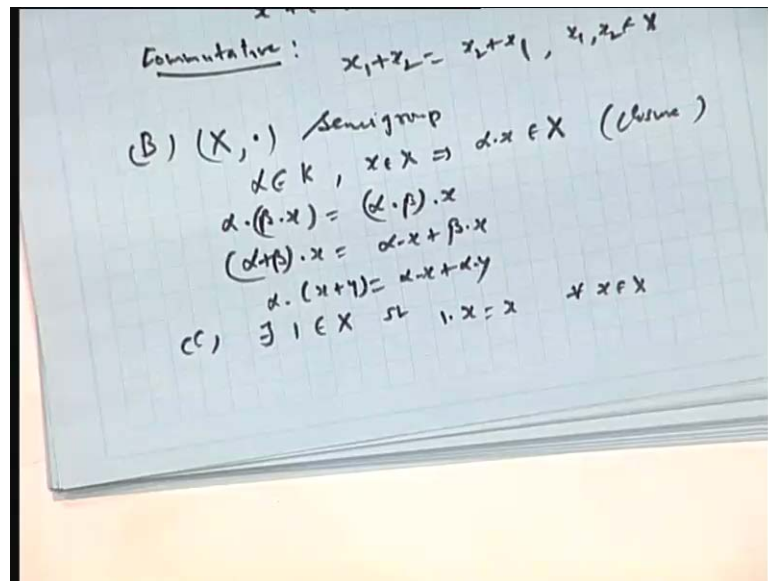 Commutative : x₁+x₂ = x₂+x₁, x₁,x₂ ∈ X
(B) (X, ·) Semigroup
α ∈ K, x ∈ X ⇒ α·x ∈ X (Closure)
α·(β·x) = (α·β)·x
(α+β)·x = α·x + β·x
α·(x+y) = α·x + α·y
(C) ∃ 1 ∈ X st 1·x = x ∀ x ∈ X